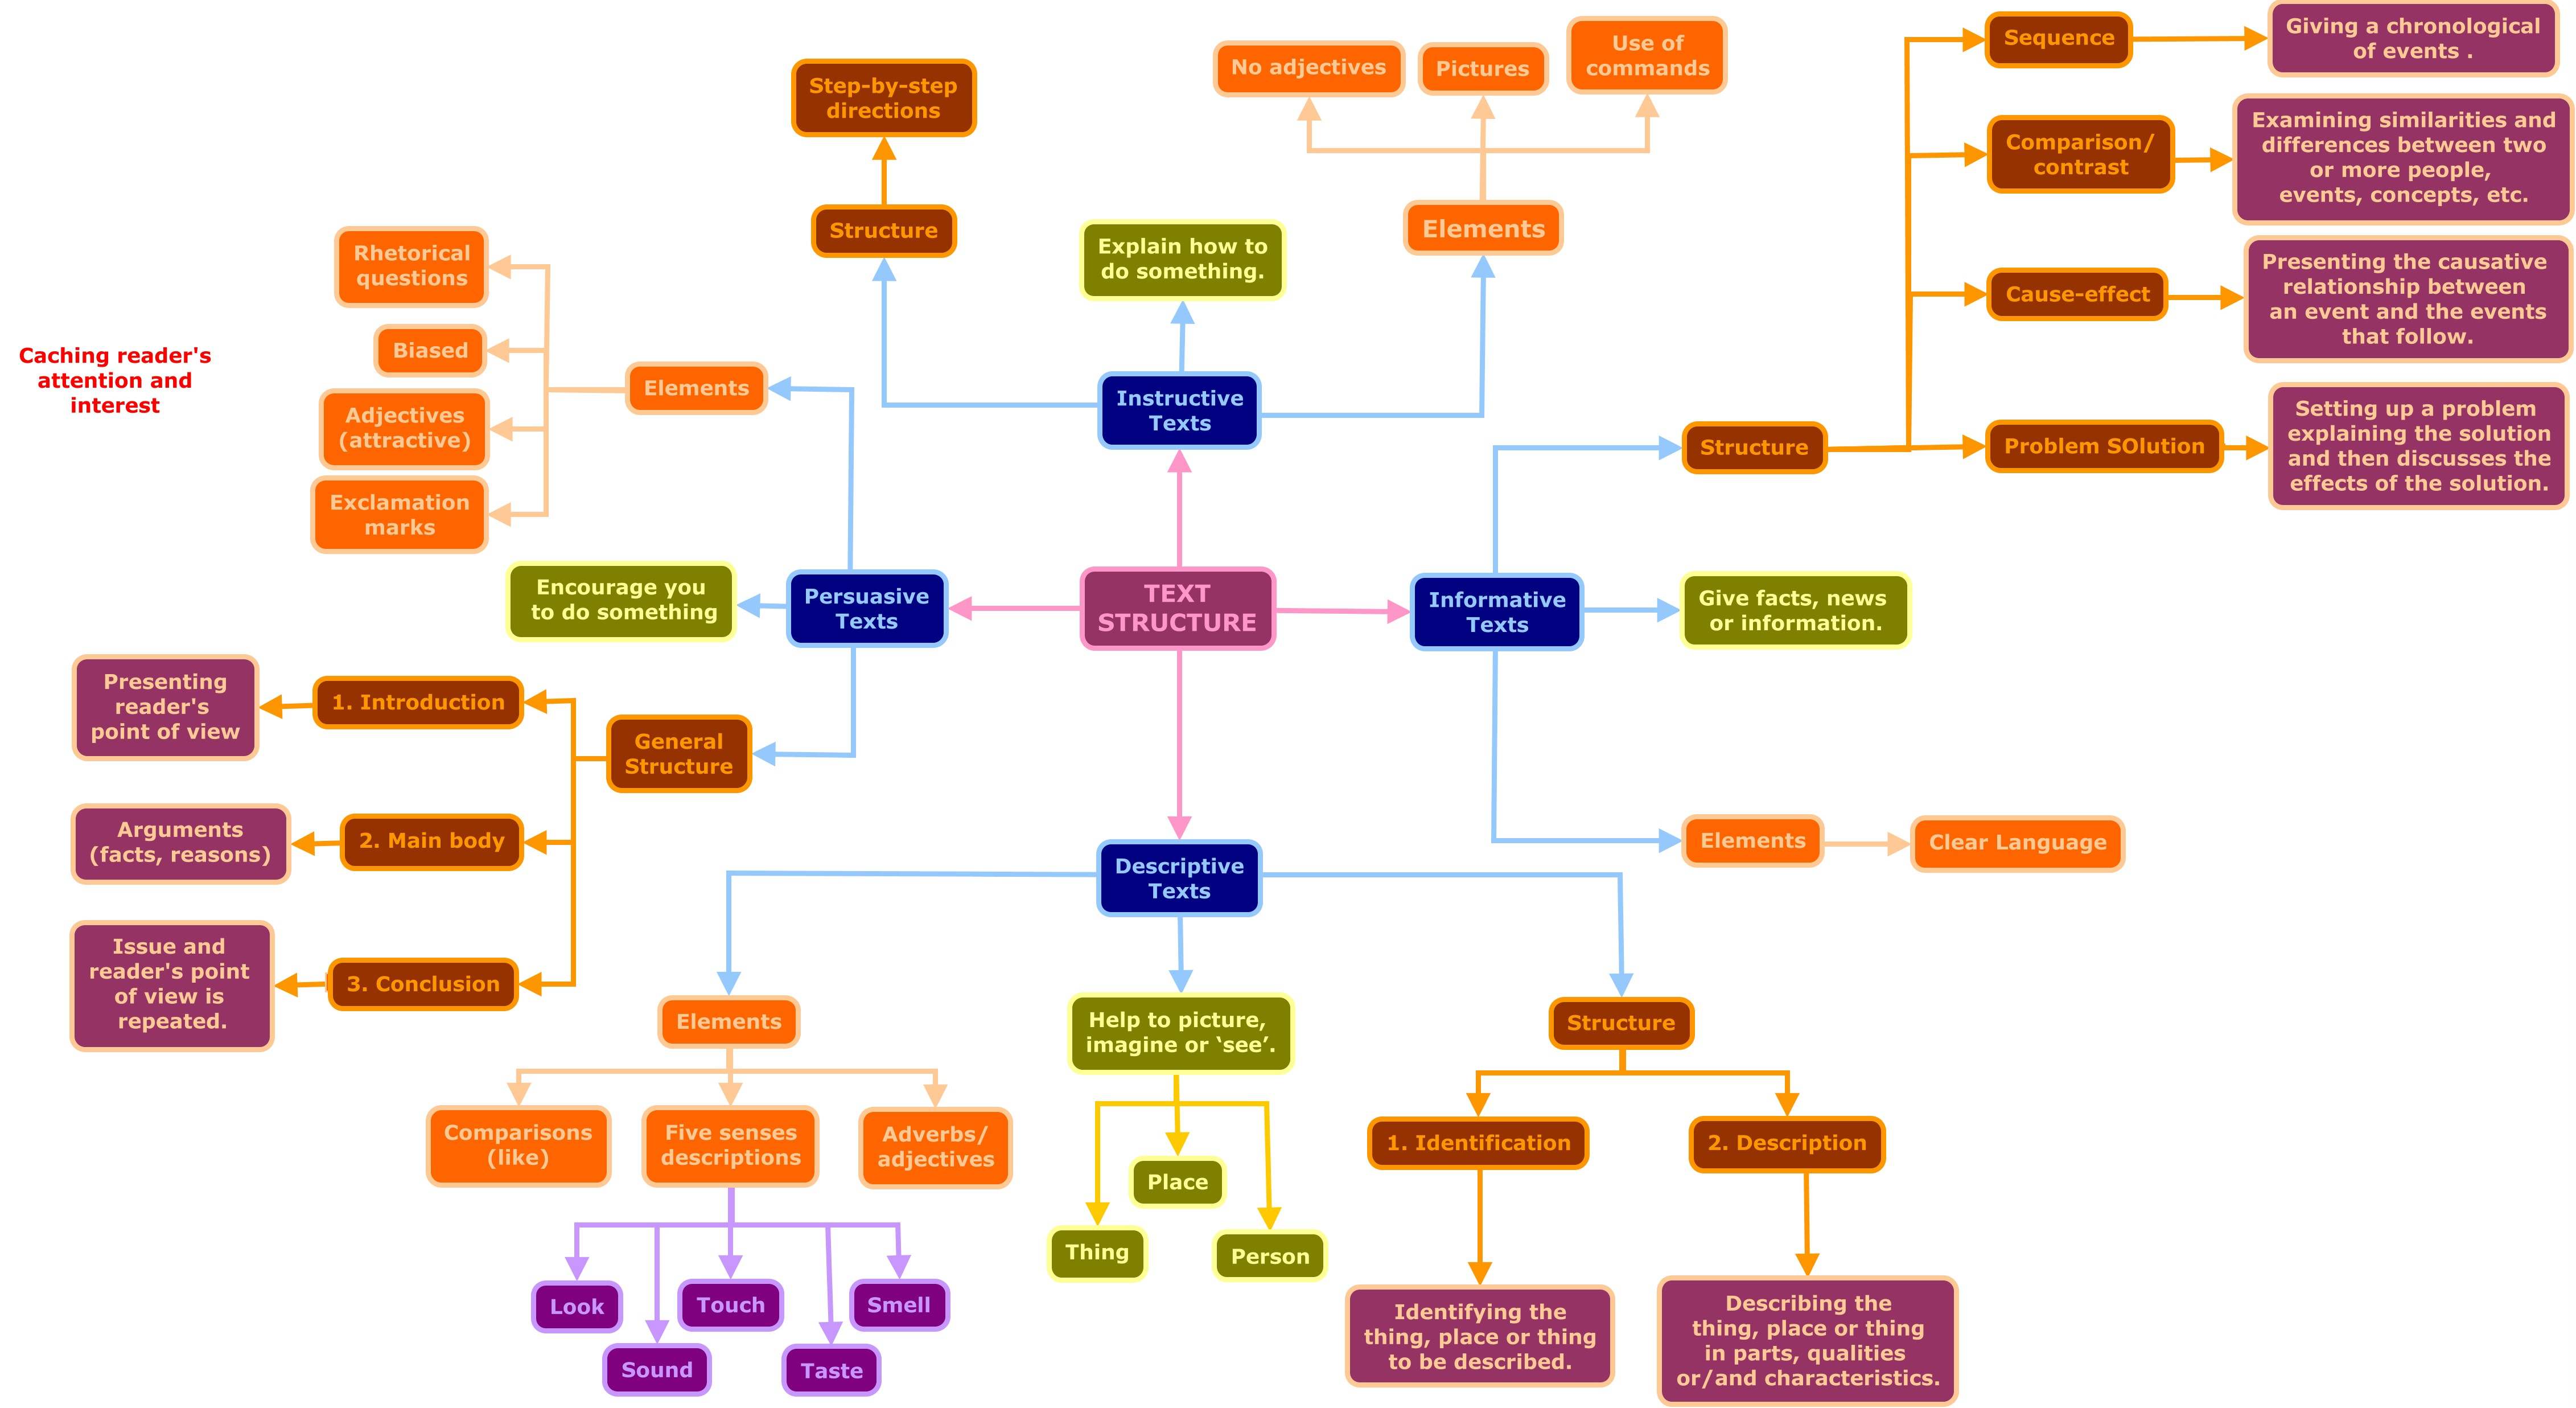 TEXT
STRUCTURE
Instructive
Texts
Explain how to
do something.
Structure
Step-by-step
directions
Elements
No adjectives
Pictures
Use of
commands
Informative
Texts
Give facts, news
or information.
Structure
Sequence
Giving a chronological
of events .
Comparison/
contrast
Examining similarities and
differences between two
or more people,
events, concepts, etc.
Cause-effect
Presenting the causative
relationship between
an event and the events
that follow.
Problem SOlution
Setting up a problem
explaining the solution
and then discusses the
effects of the solution.
Elements
Clear Language
Descriptive
Texts
Elements
Comparisons
(like)
Five senses
descriptions
Adverbs/
adjectives
Look
Sound
Touch
Taste
Smell
Help to picture,
imagine or ‘see’.
Thing
Place
Person
Structure
1. Identification
Identifying the
thing, place or thing
to be described.
2. Description
Describing the
thing, place or thing
in parts, qualities
or/and characteristics.
Persuasive
Texts
Encourage you
to do something
Elements
Rhetorical
questions
Biased
Adjectives
(attractive)
Exclamation
marks
Caching reader's
attention and
interest
General
Structure
1. Introduction
Presenting
reader's
point of view
2. Main body
Arguments
(facts, reasons)
3. Conclusion
Issue and
reader's point
of view is
repeated.